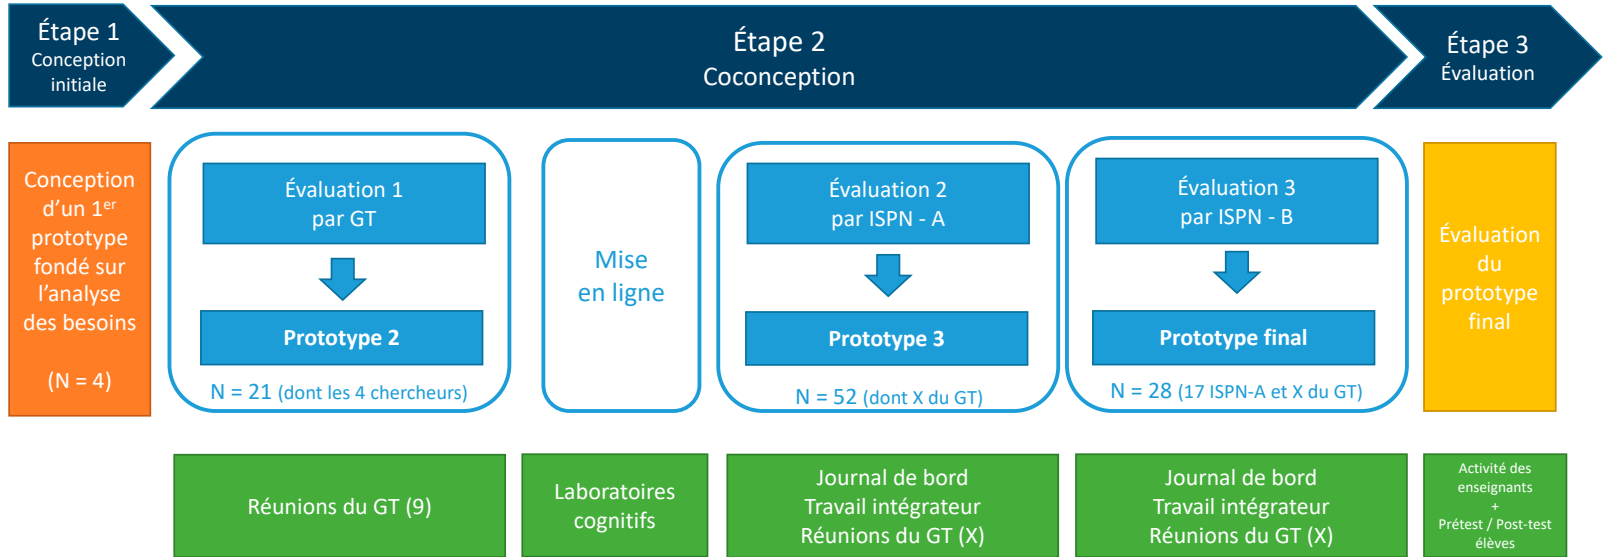 Étape 1
Conception
initiale
Étape 2
Coconception
Étape 3
Évaluation
Conception
d’un 1er
prototype
fondé sur
l’analyse
des besoins
(N = 4)
Évaluation 1
par GT
Prototype 2
N = 21 (dont les 4 chercheurs)
Mise
en ligne
Évaluation 2
par ISPN - A
Prototype 3
N = 52 (dont X du GT)
Évaluation 3
par ISPN - B
Prototype final
N = 28 (17 ISPN-A et X du GT)
Évaluation
du
prototype
final
Réunions du GT (9)
Laboratoires
cognitifs
Journal de bord
Travail intégrateur
Réunions du GT (X)
Journal de bord
Travail intégrateur
Réunions du GT (X)
Activité des
enseignants
+
Prétest / Post-test
élèves